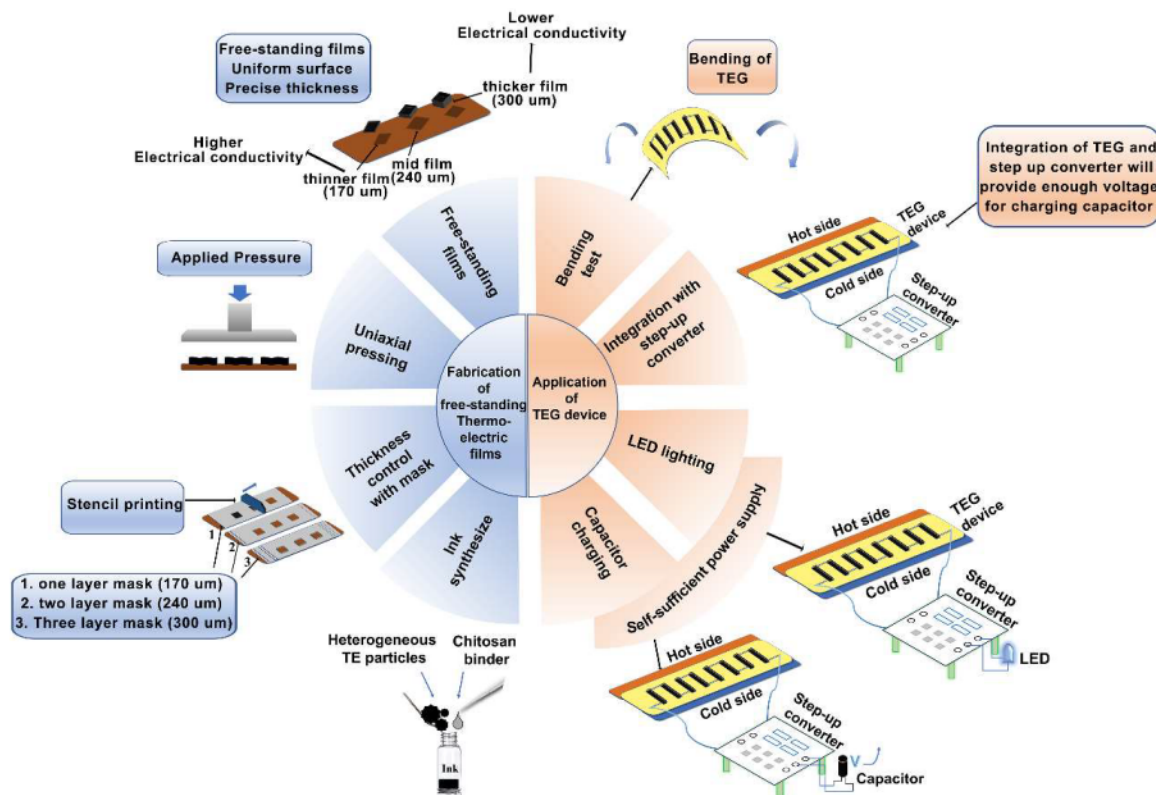 Free-standing films
Uniform surface
Precise thickness
Lower
Electrical conductivity
thicker film
(300 um)
Higher
Electrical conductivity
mid film
(240 um)
thinner film
(170 um)
Applied Pressure
Stencil printing
1
2
3
1. one layer mask (170 um)
2. two layer mask (240 um)
3. Three layer mask (300 um)
Heterogeneous
TE particles
Chitosan
binder
Ink
Free-standing
films
Uniaxial
pressing
Thickness
control
with mask
Ink
synthesize
Fabrication
of
free-standing
Thermo-
electric
films
Application
of
TEG device
Bending
test
Integration with
step-up
converter
LED lighting
Capacitor
charging
Self-sufficient power supply
Bending of
TEG
Integration of TEG and
step up converter will
provide enough voltage
for charging capacitor
Hot side
TEG
device
Cold side
Step-up
converter
Hot side
TEG
device
Cold side
Step-up
converter
LED
Hot side
Cold side
Step-up
converter
V
Capacitor